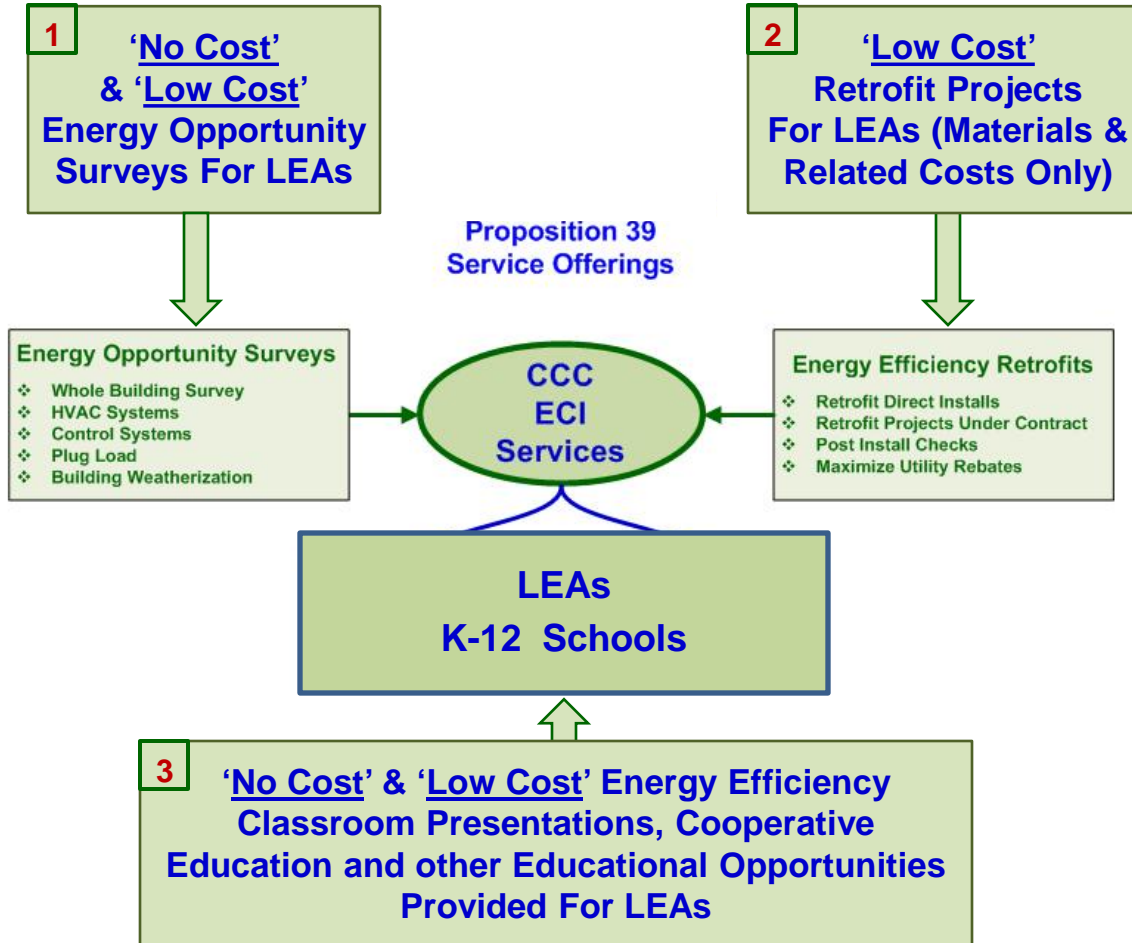 1
‘No Cost’
& ‘Low Cost’
Energy Opportunity
Surveys For LEAs
2
‘Low Cost’
Retrofit Projects
For LEAs (Materials &
Related Costs Only)
Proposition 39
Service Offerings
Energy Opportunity Surveys
❖ Whole Building Survey
❖ HVAC Systems
❖ Control Systems
❖ Plug Load
❖ Building Weatherization
CCC
ECI
Services
Energy Efficiency Retrofits
❖ Retrofit Direct Installs
❖ Retrofit Projects Under Contract
❖ Post Install Checks
❖ Maximize Utility Rebates
LEAs
K-12 Schools
3
‘No Cost’ & ‘Low Cost’ Energy Efficiency
Classroom Presentations, Cooperative
Education and other Educational Opportunities
Provided For LEAs